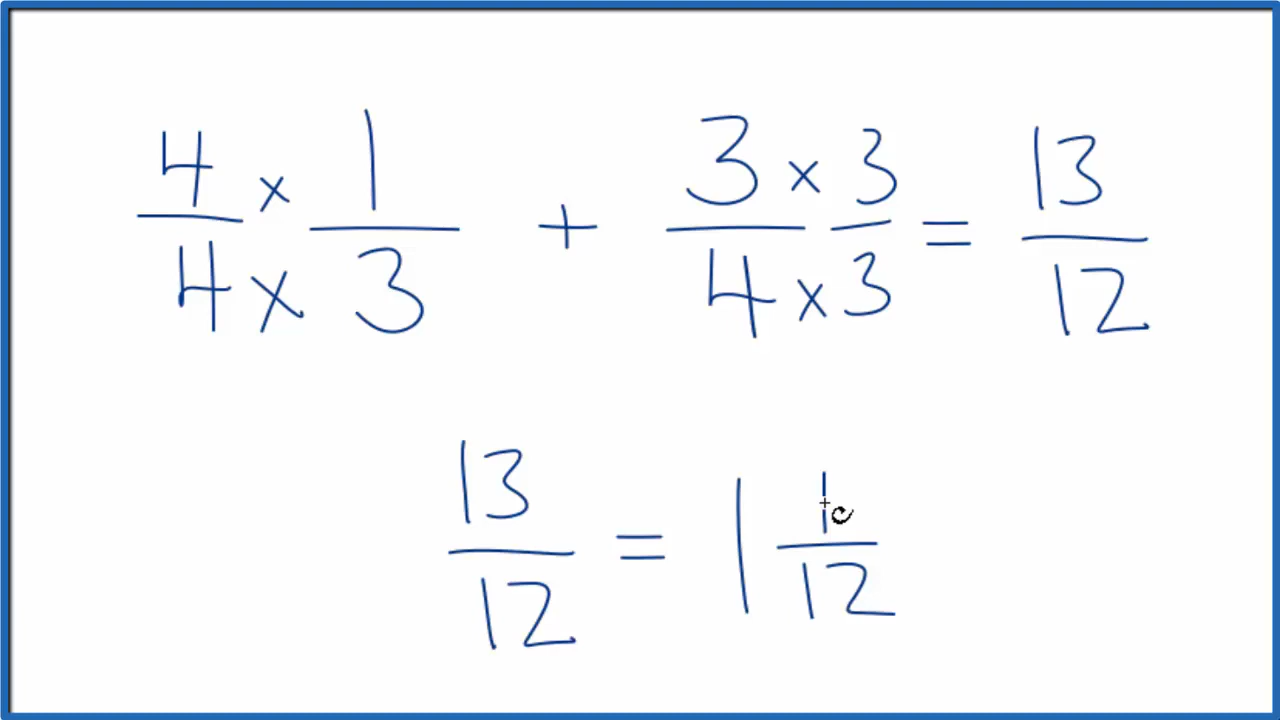 4/4 × 1/3 + 3/4 × 3/3 = 13/12
13/12 = 1 1/12